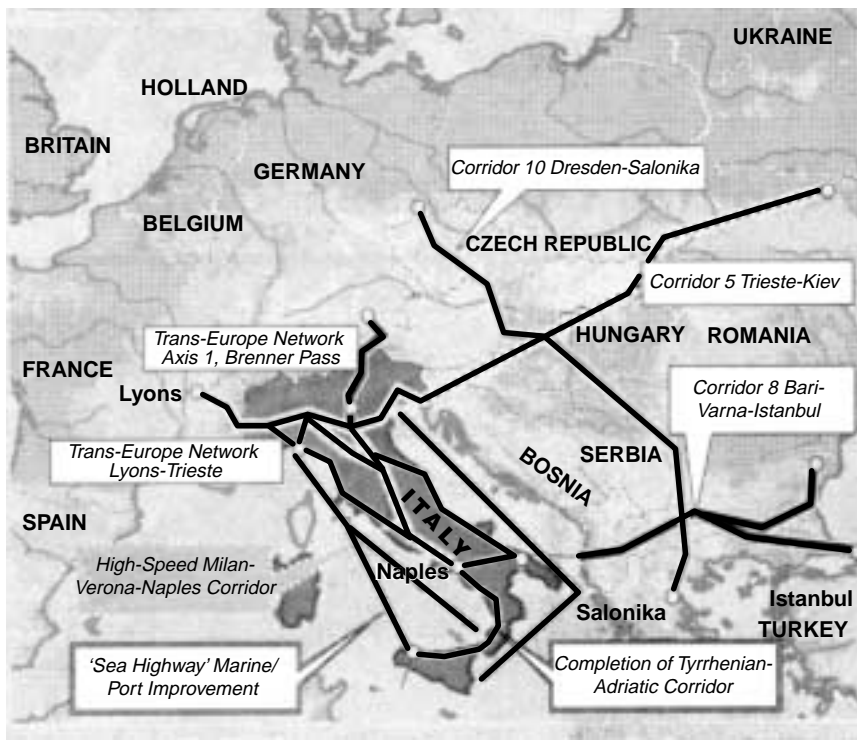 UKRAINE
HOLLAND
BRITAIN
GERMANY
Corridor 10 Dresden-Salonika
BELGIUM
CZECH REPUBLIC
Corridor 5 Trieste-Kiev
Trans-Europe Network
Axis 1, Brenner Pass
HUNGARY
ROMANIA
FRANCE
Lyons
Corridor 8 Bari-
Varna-Istanbul
Trans-Europe Network
Lyons-Trieste
SERBIA
BOSNIA
ITALY
SPAIN
High-Speed Milan-
Verona-Naples Corridor
Naples
Salonika
Istanbul
TURKEY
'Sea Highway' Marine/
Port Improvement
Completion of Tyrrhenian-
Adriatic Corridor